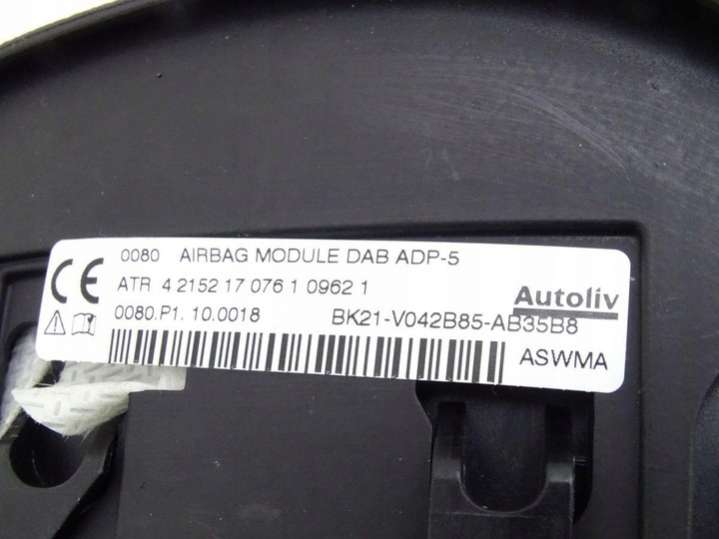 0080 AIRBAG MODULE DAB ADP-5
CE ATR 4 2152 17 076 1 0962 1
Autoliv
0080.P1. 10.0018 BK21-V042B85-AB35B8
ASWMA